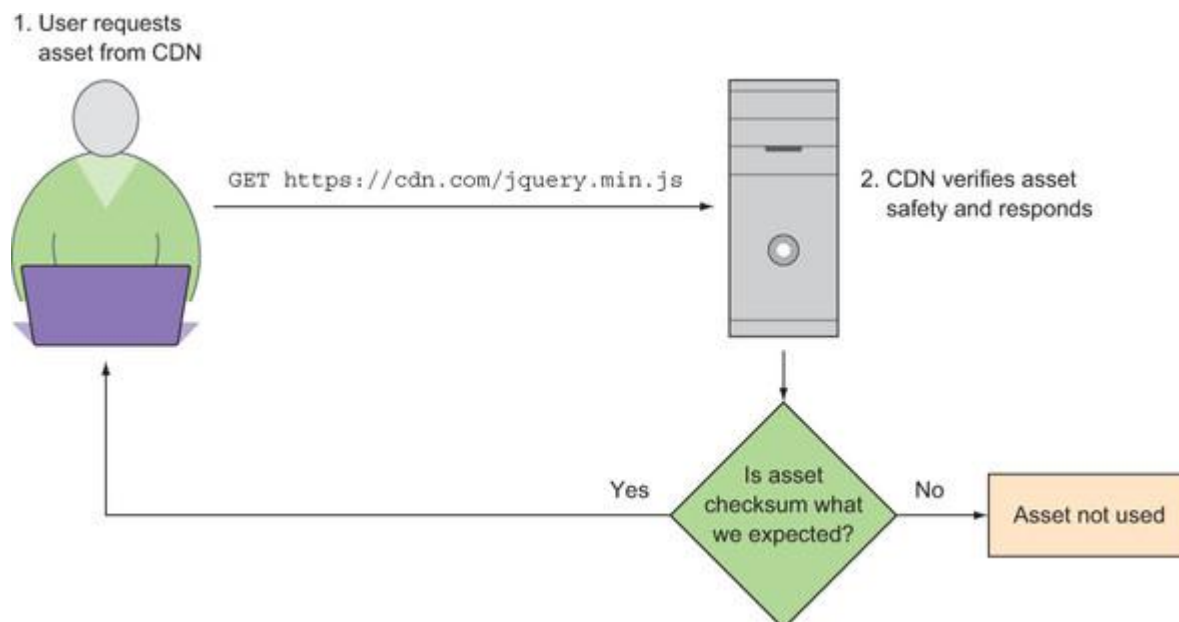 1. User requests
asset from CDN
GET https://cdn.com/jquery.min.js
2. CDN verifies asset
safety and responds
Is asset
checksum what
we expected?
Yes
No
Asset not used